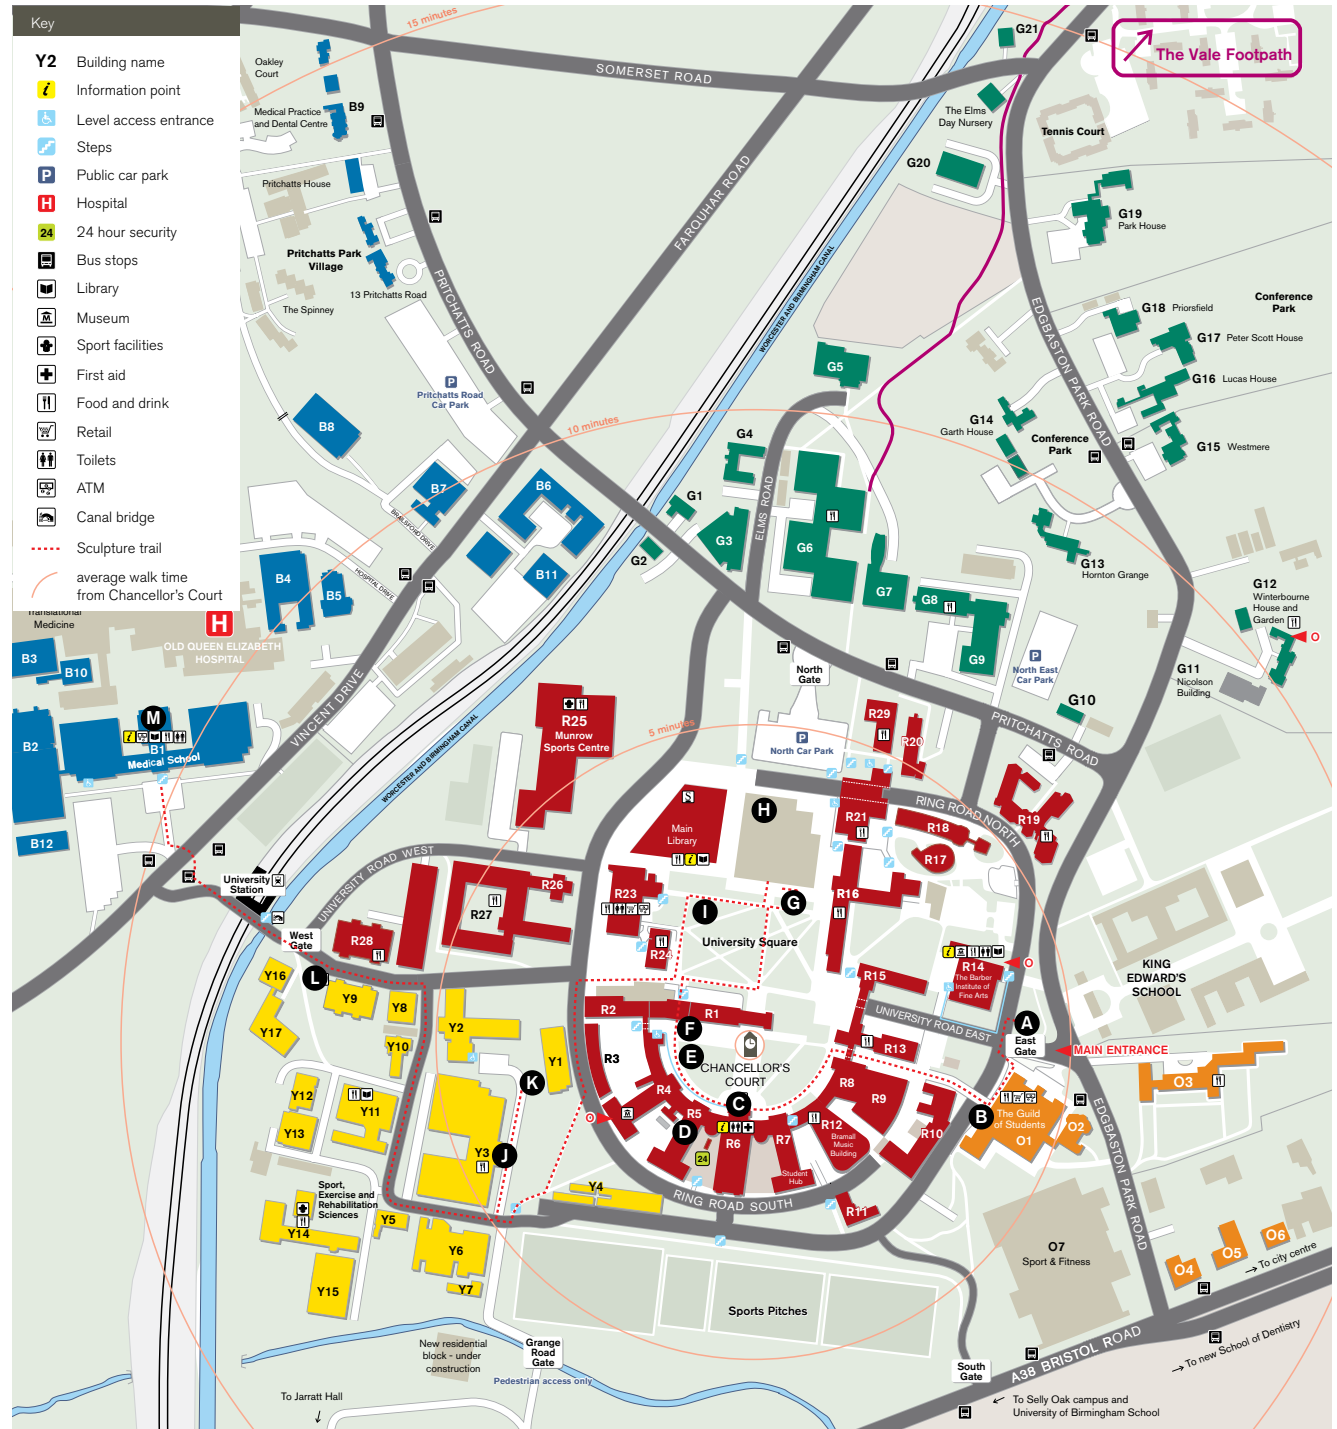 Key
Y2 Building name
i Information point
Level access entrance
Steps
P Public car park
H Hospital
24 24 hour security
Bus stops
Library
Museum
Sport facilities
First aid
Food and drink
Retail
Toilets
ATM
Canal bridge
Sculpture trail
average walk time
from Chancellor's Court
15 minutes
SOMERSET ROAD
G21
The Vale Footpath
Oakley
Court
Medical Practice
and Dental Centre
B9
The Elms
Day Nursery
Tennis Court
G20
Pritchatts House
FARQUHAR ROAD
G19
Park House
Pritchatts Park
Village
13 Pritchatts Road
The Spinney
PRITCHATTS ROAD
WORCESTER AND BIRMINGHAM CANAL
EDGBASTON PARK ROAD
Conference
Park
G18 Priorsfield
G17 Peter Scott House
G16 Lucas House
G15 Westmere
G5
P
Pritchatts Road
Car Park
10 minutes
G14
Garth House
Conference
Park
B8
G4
B7
B6
G1
ELMS ROAD
BRAILSFORD DRIVE
G3
G6
G2
G13
Hornton Grange
B4
B5
HOSPITAL DRIVE
B11
G7
G8
G12
Winterbourne
House and
Garden
O
Translational
Medicine
H
OLD QUEEN ELIZABETH
HOSPITAL
B3
B10
G9
P
North East
Car Park
North
Gate
G11
Nicolson
Building
G10
VINCENT DRIVE
M
B2
B1
Medical School
R25
Munrow
Sports Centre
5 minutes
R29
R20
PRITCHATTS ROAD
P
North Car Park
WORCESTER AND BIRMINGHAM CANAL
B12
RING ROAD NORTH
H
Main
Library
R21
R18
R19
R17
UNIVERSITY ROAD WEST
University
Station
R26
R23
R27
R16
I
G
R24
University Square
R28
West
Gate
L
R14
The Barber
Institute of
Fine Arts
O
KING
EDWARD'S
SCHOOL
R15
Y16
Y9
Y8
Y17
Y2
R2
R1
UNIVERSITY ROAD EAST
A
East
Gate
MAIN ENTRANCE
F
Y10
Y1
R3
E
CHANCELLOR'S
COURT
R13
K
R8
O3
Y12
Y11
R4
R9
C
B
The Guild
of Students
O1
O2
Y13
O
R5
D
R6
R7
R12
Bramall
Music
Building
R10
EDGBASTON PARK ROAD
J
Y3
24
Student
Hub
Sport,
Exercise and
Rehabilitation
Sciences
Y4
RING ROAD SOUTH
R11
Y14
Y5
Y6
O7
Sport & Fitness
O6
O5
O4
To city centre
Y7
Y15
Sports Pitches
New residential
block - under
construction
Grange
Road
Gate
Pedestrian access only
A38 BRISTOL ROAD
To new School of Dentistry
South
Gate
To Jarratt Hall
To Selly Oak campus and
University of Birmingham School